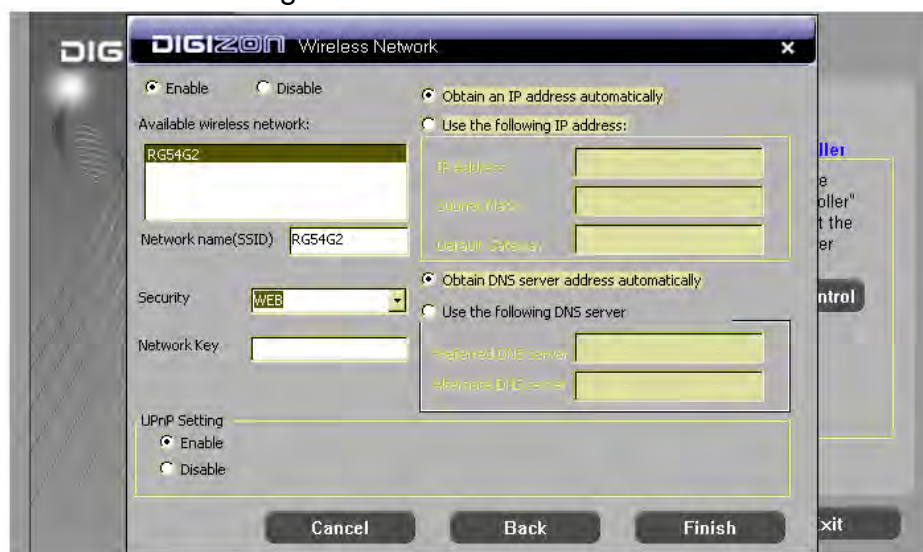 DIG
DIGIZON Wireless Network
Enable Disable
Available wireless network:
RG54G2
Network name(SSID) RG54G2
Security WEB
Network Key
UPnP Setting
Enable
Disable
Obtain an IP address automatically
Use the following IP address:
IP address
Subnet Mask
Default Gateway
Obtain DNS server address automatically
Use the following DNS server
Preferred DNS server
Alternate DNS server
Cancel Back Finish
ller
e
oller"
t the
er
ntrol
xit